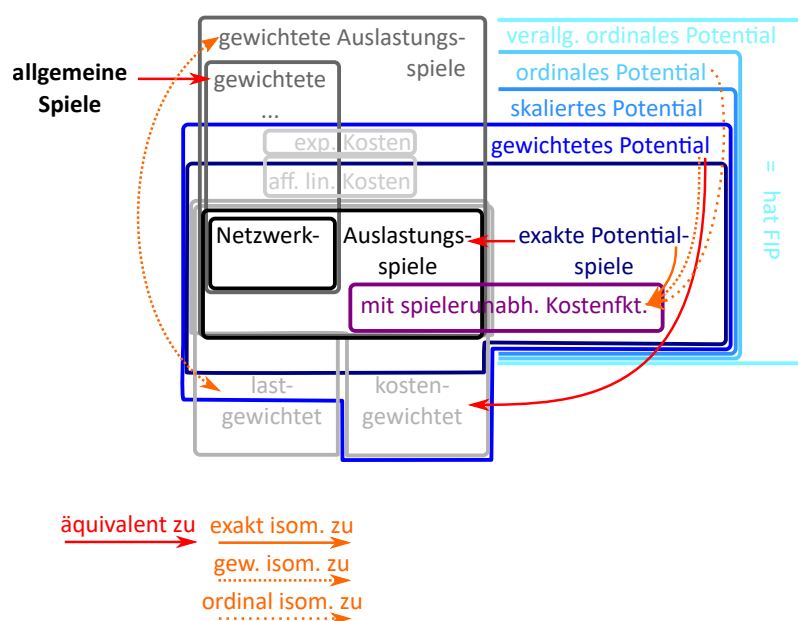 gewichtete Auslastungs-
spiele
verallg. ordinales Potential
allgemeine
Spiele
gewichtete
...
ordinales Potential
skaliertes Potential
exp. Kosten
gewichtetes Potential
aff. lin. Kosten
= hat FIP
Netzwerk-
Auslastungs-
spiele
exakte Potential-
spiele
mit spielerunabh. Kostenfkt.
last-
gewichtet
kosten-
gewichtet
äquivalent zu
exakt isom. zu
gew. isom. zu
ordinal isom. zu